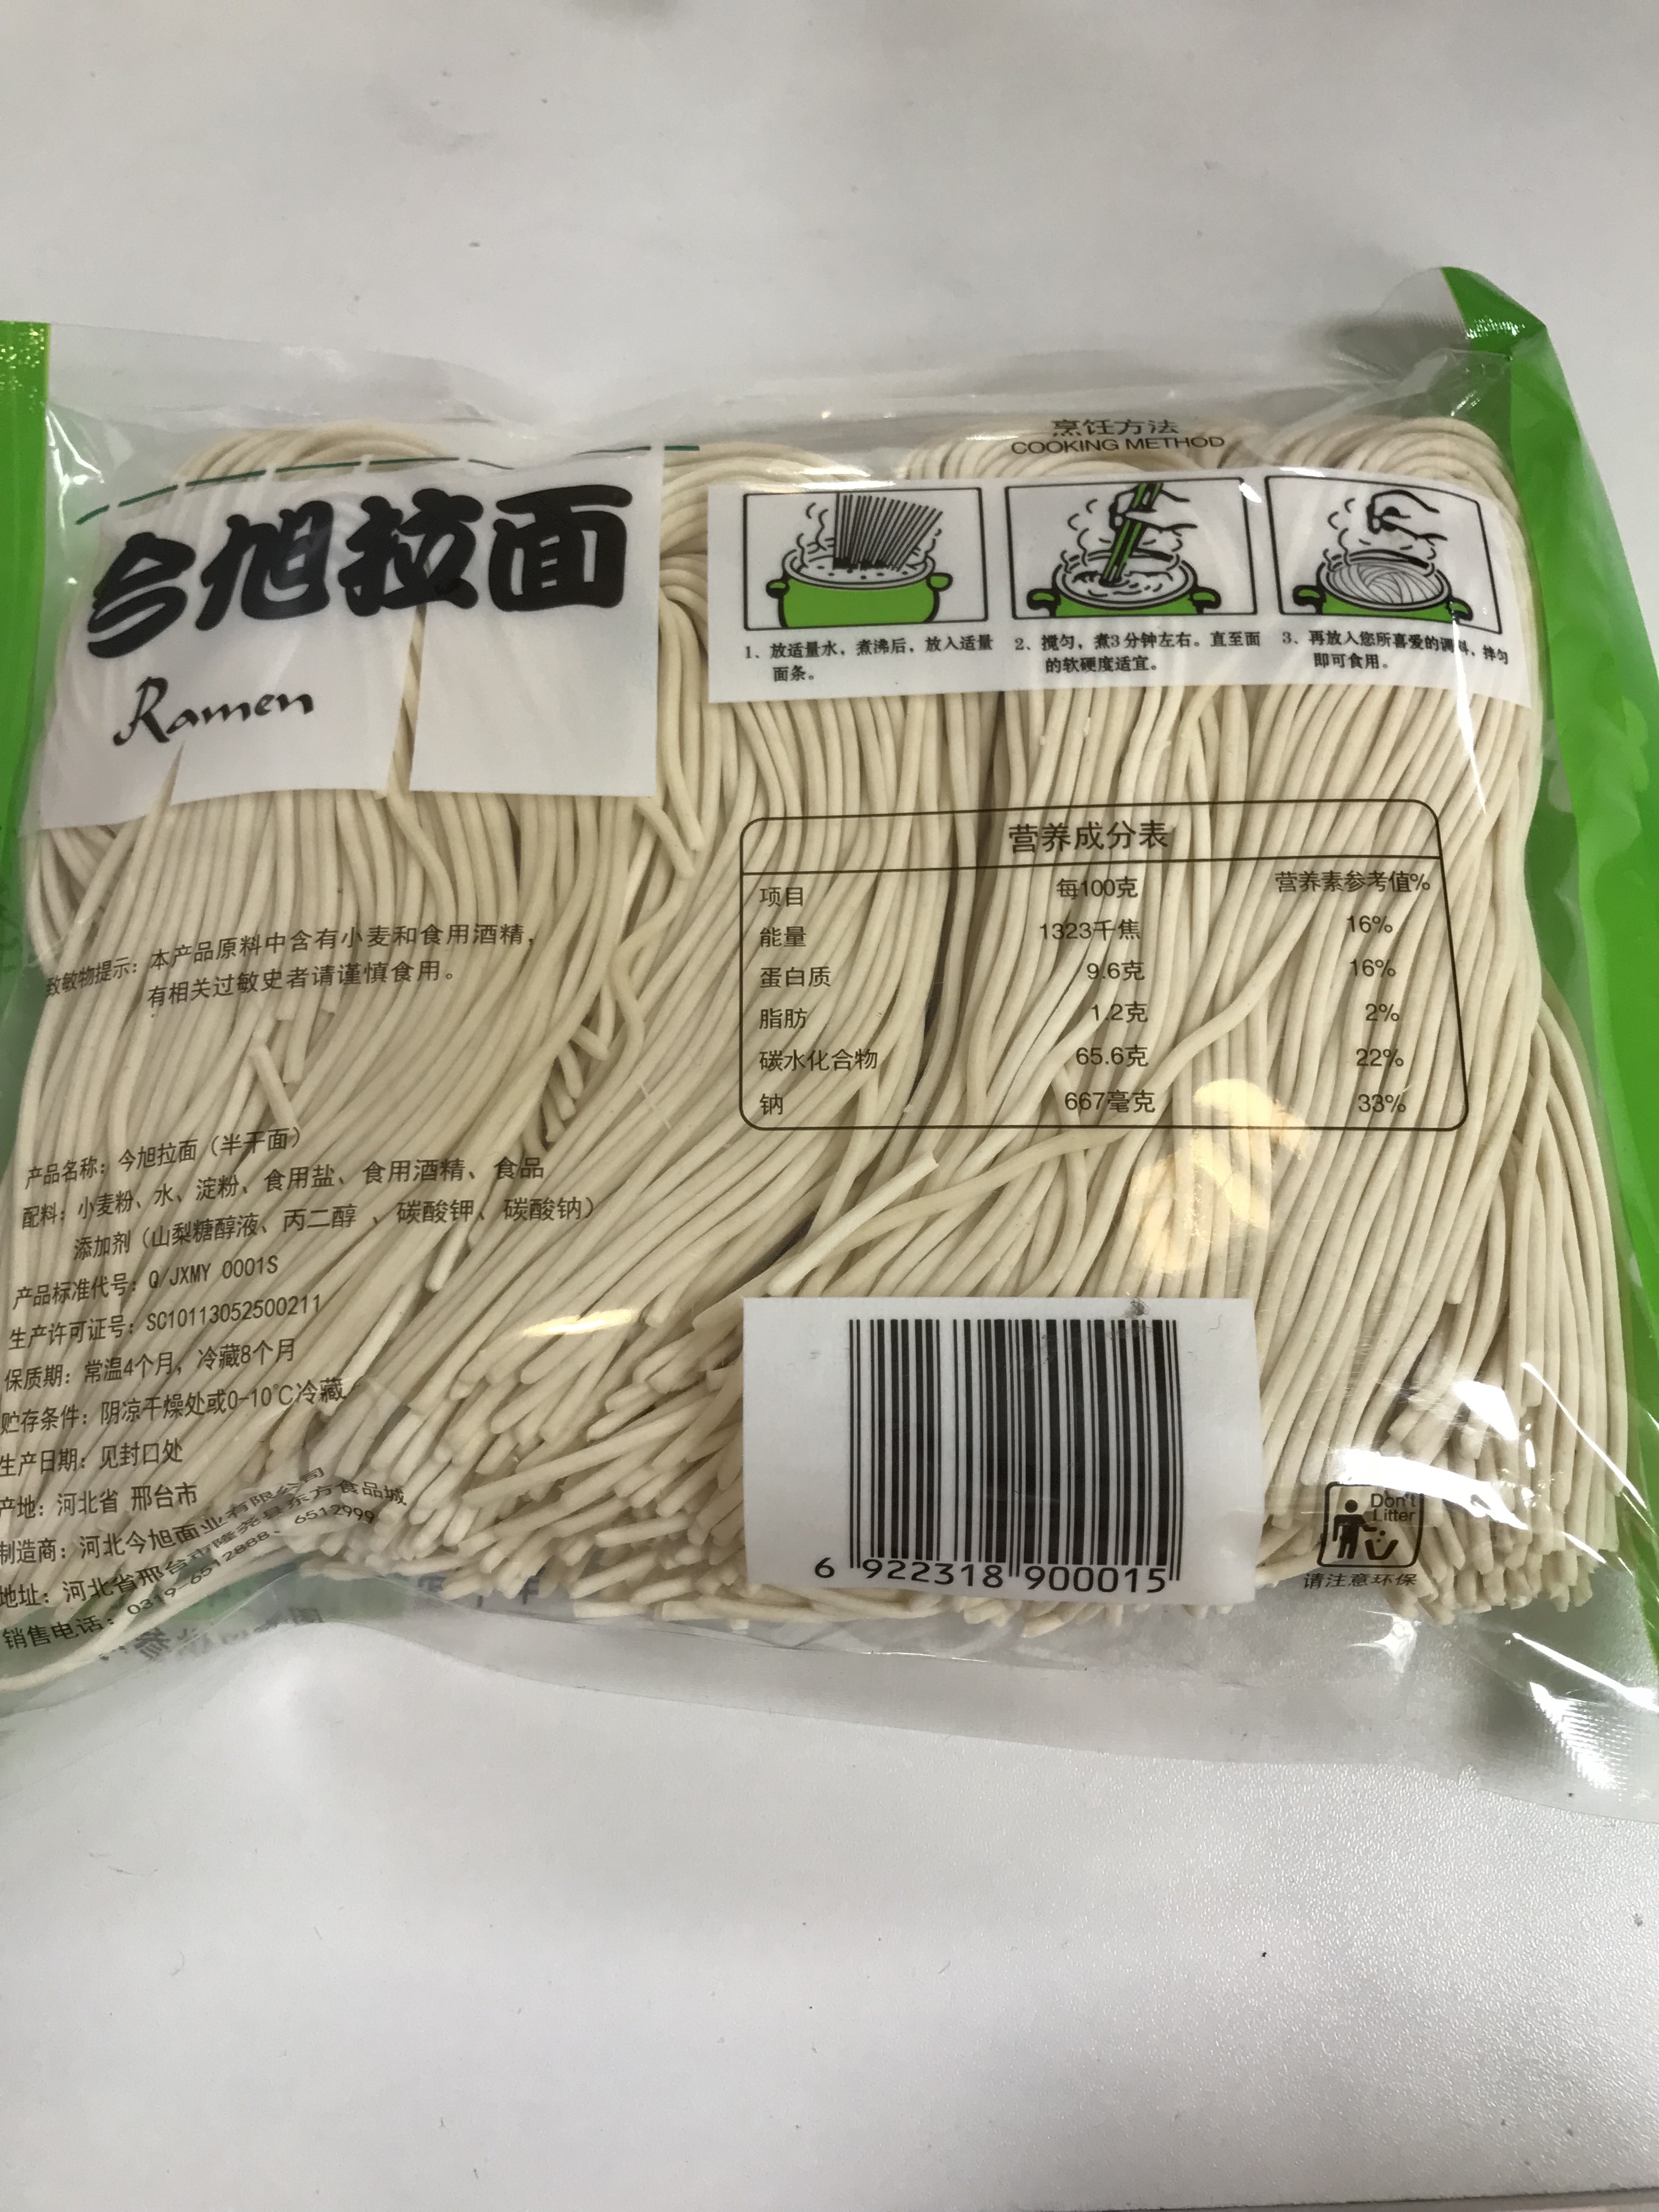 今旭拉面
Ramen
烹饪方法
COOKING METHOD
1、放适量水，煮沸后，放入适量
面条。
2、搅匀，煮3分钟左右。直至面
的软硬度适宜。
3、再放入您所喜爱的调料，拌匀
即可食用。
营养成分表
项目 每100克 营养素参考值%
能量 1323千焦 16%
蛋白质 9.6克 16%
脂肪 1.2克 2%
碳水化合物 65.6克 22%
钠 667毫克 33%
致敏物提示：本产品原料中含有小麦和食用酒精，
有相关过敏史者请谨慎食用。
产品名称：今旭拉面（半干面）
配料：小麦粉、水、淀粉、食用盐、食用酒精、食品
添加剂（山梨糖醇液、丙二醇 、碳酸钾、碳酸钠）
产品标准代号：Q/JXMY 0001S
生产许可证号：SC10113052500211
保质期：常温4个月，冷藏8个月
贮存条件：阴凉干燥处或0-10℃冷藏
生产日期：见封口处
产地：河北省 邢台市
制造商：河北今旭面业有限公司
地址：河北省邢台市隆尧县东方食品城
销售电话：0319-6512888、6512999
6 922318 900015
Don't
Litter
请注意环保